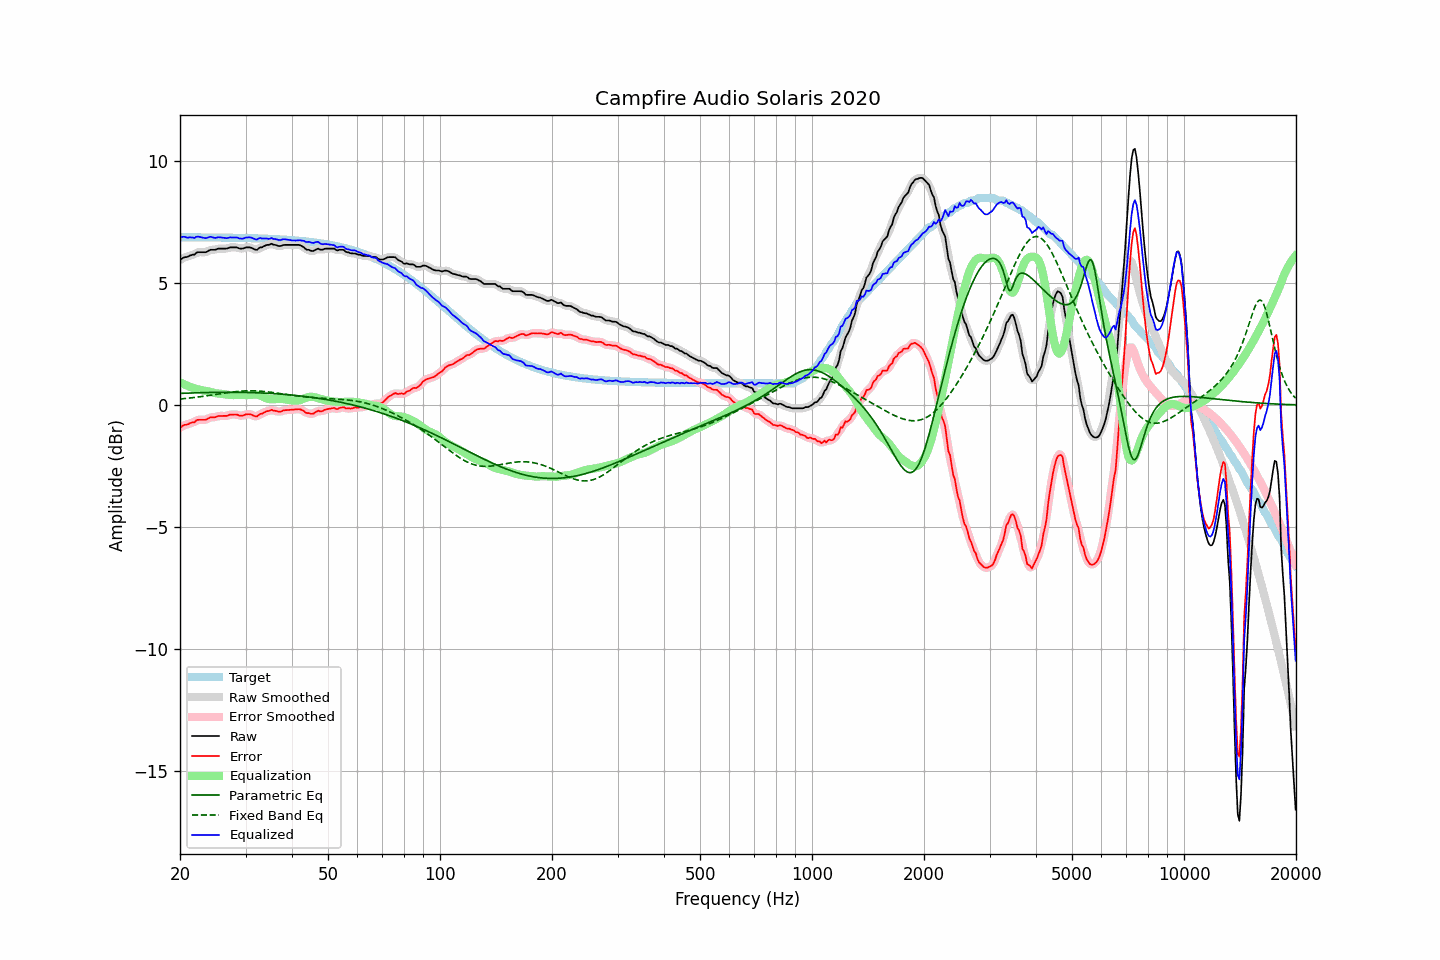 Campfire Audio Solaris 2020
Amplitude (dBr)
10
5
0
−5
−10
−15
Target
Raw Smoothed
Error Smoothed
Raw
Error
Equalization
Parametric Eq
Fixed Band Eq
Equalized
20 50 100 200 500 1000 2000 5000 10000 20000
Frequency (Hz)